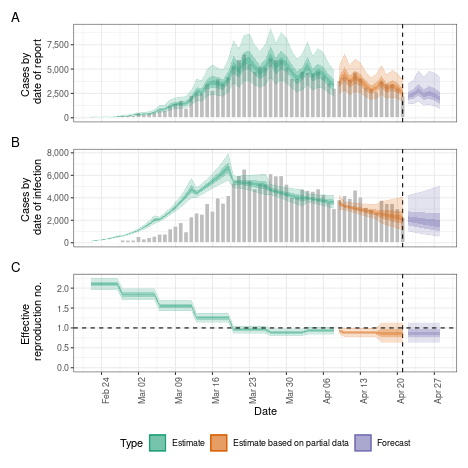 A
Cases by
date of report
7,500
5,000
2,500
0
B
Cases by
date of infection
8,000
6,000
4,000
2,000
0
C
Effective
reproduction no.
2.0
1.5
1.0
0.5
0.0
Feb 24
Mar 02
Mar 09
Mar 16
Mar 23
Mar 30
Apr 06
Apr 13
Apr 20
Apr 27
Date
Type
Estimate
Estimate based on partial data
Forecast